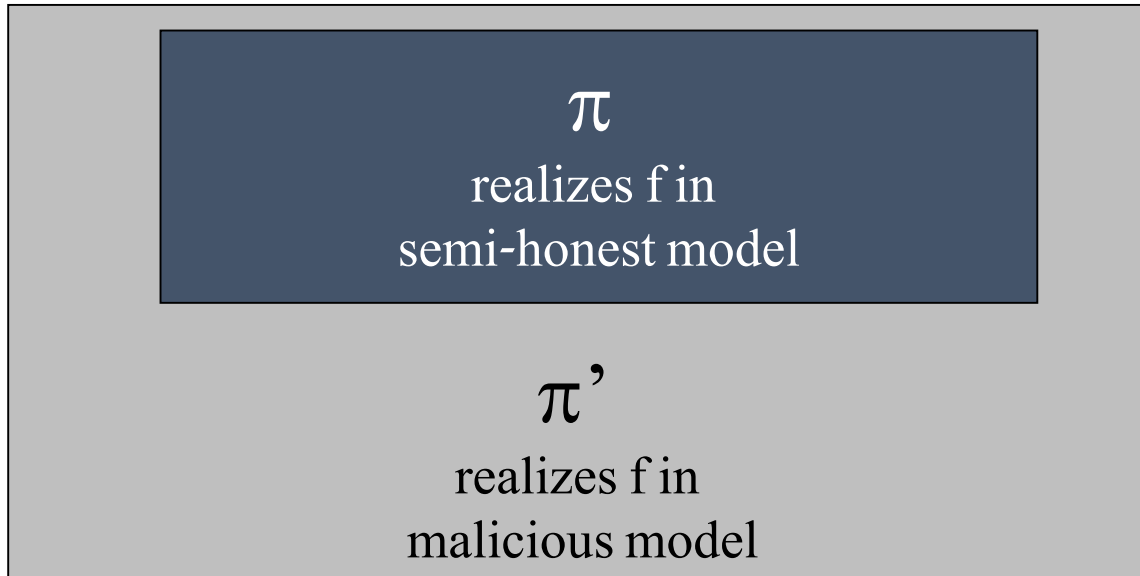 π
realizes f in
semi-honest model
π’
realizes f in
malicious model